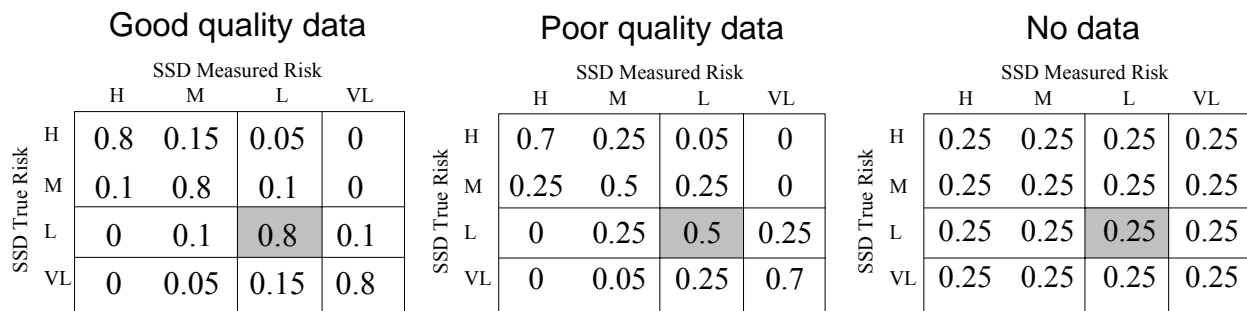 Good quality data
SSD Measured Risk
H M L VL
SSD True Risk
H 0.8 0.15 0.05 0
M 0.1 0.8 0.1 0
L 0 0.1 0.8 0.1
VL 0 0.05 0.15 0.8
Poor quality data
SSD Measured Risk
H M L VL
SSD True Risk
H 0.7 0.25 0.05 0
M 0.25 0.5 0.25 0
L 0 0.25 0.5 0.25
VL 0 0.05 0.25 0.7
No data
SSD Measured Risk
H M L VL
SSD True Risk
H 0.25 0.25 0.25 0.25
M 0.25 0.25 0.25 0.25
L 0.25 0.25 0.25 0.25
VL 0.25 0.25 0.25 0.25